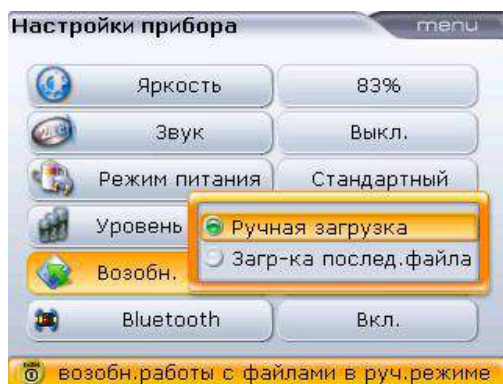 Настройки прибора menu
Яркость 83%
Звук Выкл.
Режим питания Стандартный
Уровень
Ручная загрузка
Загр-ка послед.файла
Возобн.
Bluetooth Вкл.
возобн.работы с файлами в руч.режиме